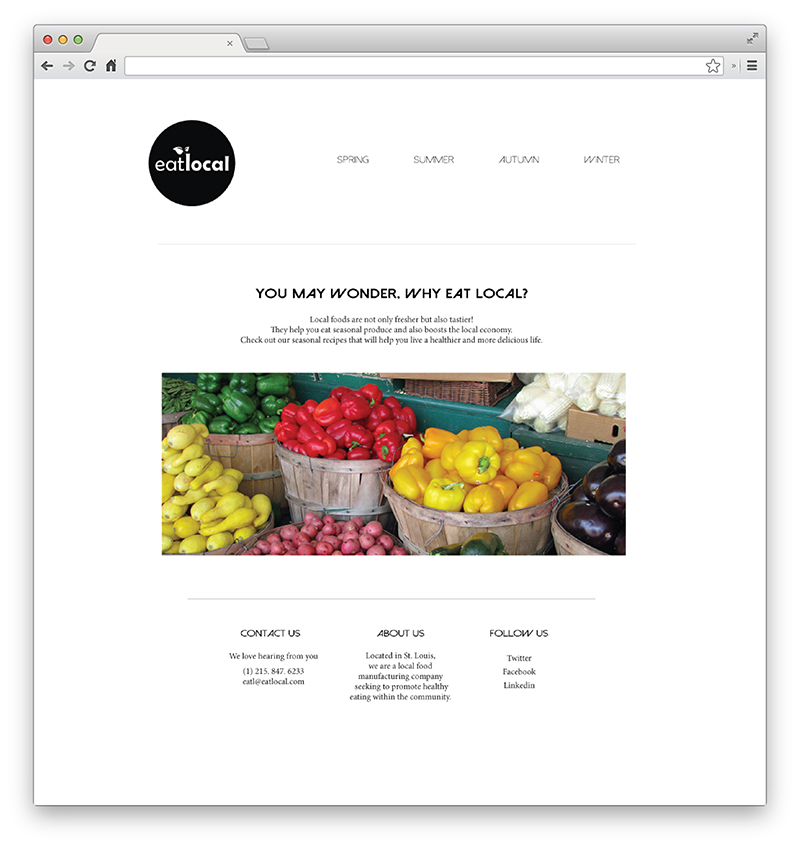 eatlocal
SPRING
SUMMER
AUTUMN
WINTER
YOU MAY WONDER, WHY EAT LOCAL?
Local foods are not only fresher but also tastier!
They help you eat seasonal produce and also boosts the local economy.
Check out our seasonal recipes that will help you live a healthier and more delicious life.
CONTACT US
We love hearing from you
(1) 215. 847. 6233
eatl@eatlocal.com
ABOUT US
Located in St. Louis,
we are a local food
manufacturing company
seeking to promote healthy
eating within the community.
FOLLOW US
Twitter
Facebook
Linkedin